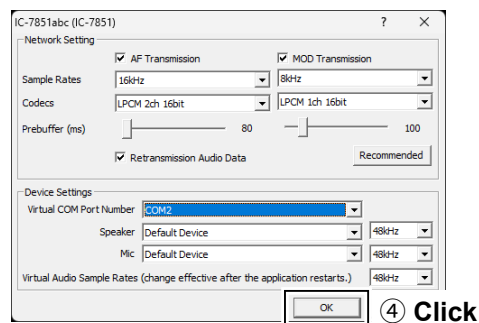 IC-7851abc (IC-7851) ? ×
Network Setting
AF Transmission MOD Transmission
Sample Rates 16kHz 8kHz
Codecs LPCM 2ch 16bit LPCM 1ch 16bit
Prebuffer (ms) 80 100
Retransmission Audio Data Recommended
Device Settings
Virtual COM Port Number COM2
Speaker Default Device 48kHz
Mic Default Device 48kHz
Virtual Audio Sample Rates (change effective after the application restarts.) 48kHz
OK ④ Click